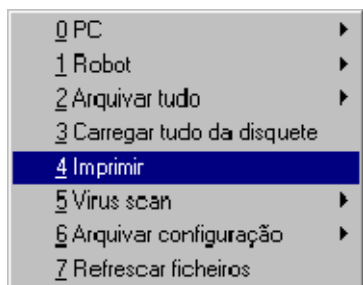 0 PC
1 Robot
2 Arquivar tudo
3 Carregar tudo da disquete
4 Imprimir
5 Virus scan
6 Arquivar configuração
7 Refrescar ficheiros